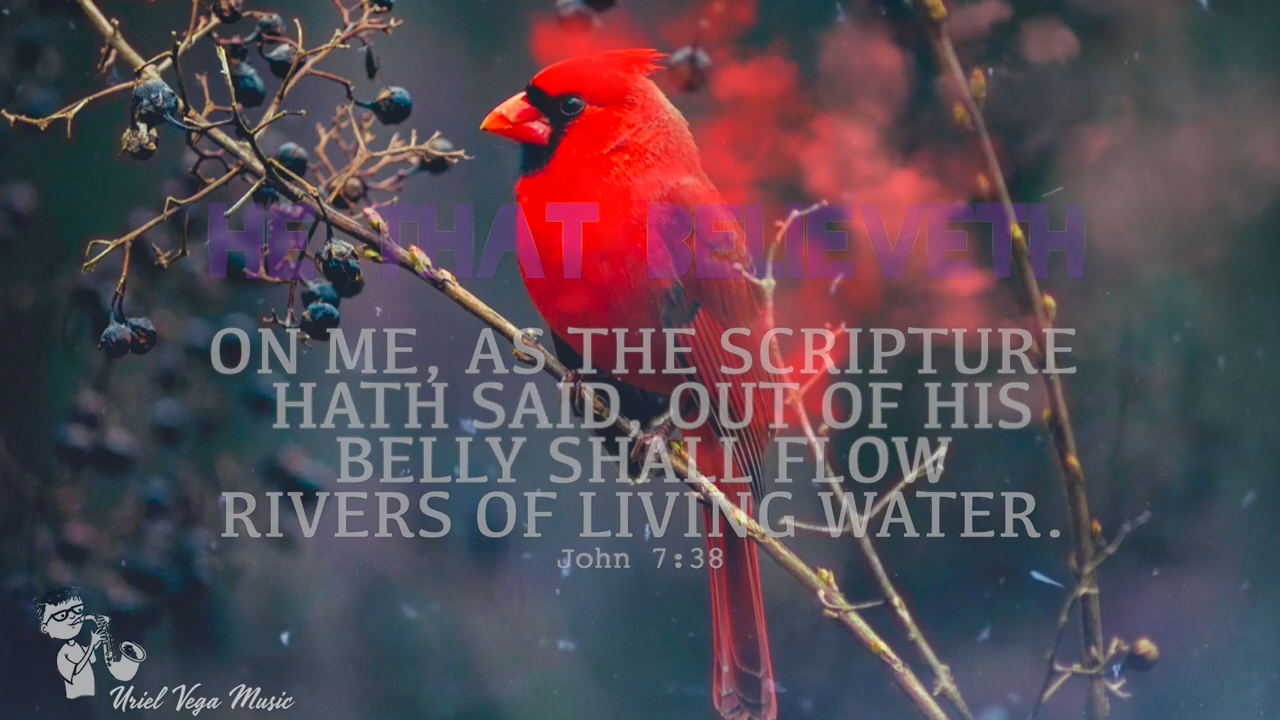 HE THAT BELIEVETH
ON ME, AS THE SCRIPTURE
HATH SAID, OUT OF HIS
BELLY SHALL FLOW
RIVERS OF LIVING WATER.
John 7:38
Uriel Vega Music